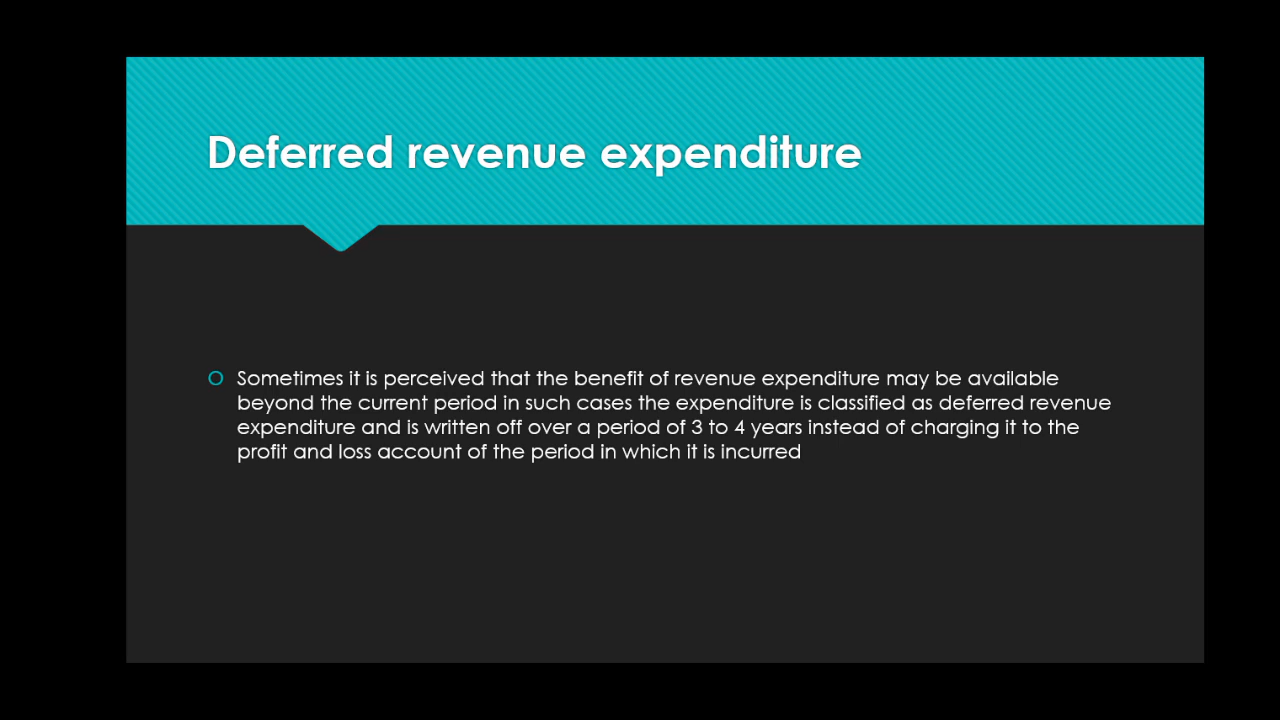 Deferred revenue expenditure
Sometimes it is perceived that the benefit of revenue expenditure may be available
beyond the current period in such cases the expenditure is classified as deferred revenue
expenditure and is written off over a period of 3 to 4 years instead of charging it to the
profit and loss account of the period in which it is incurred